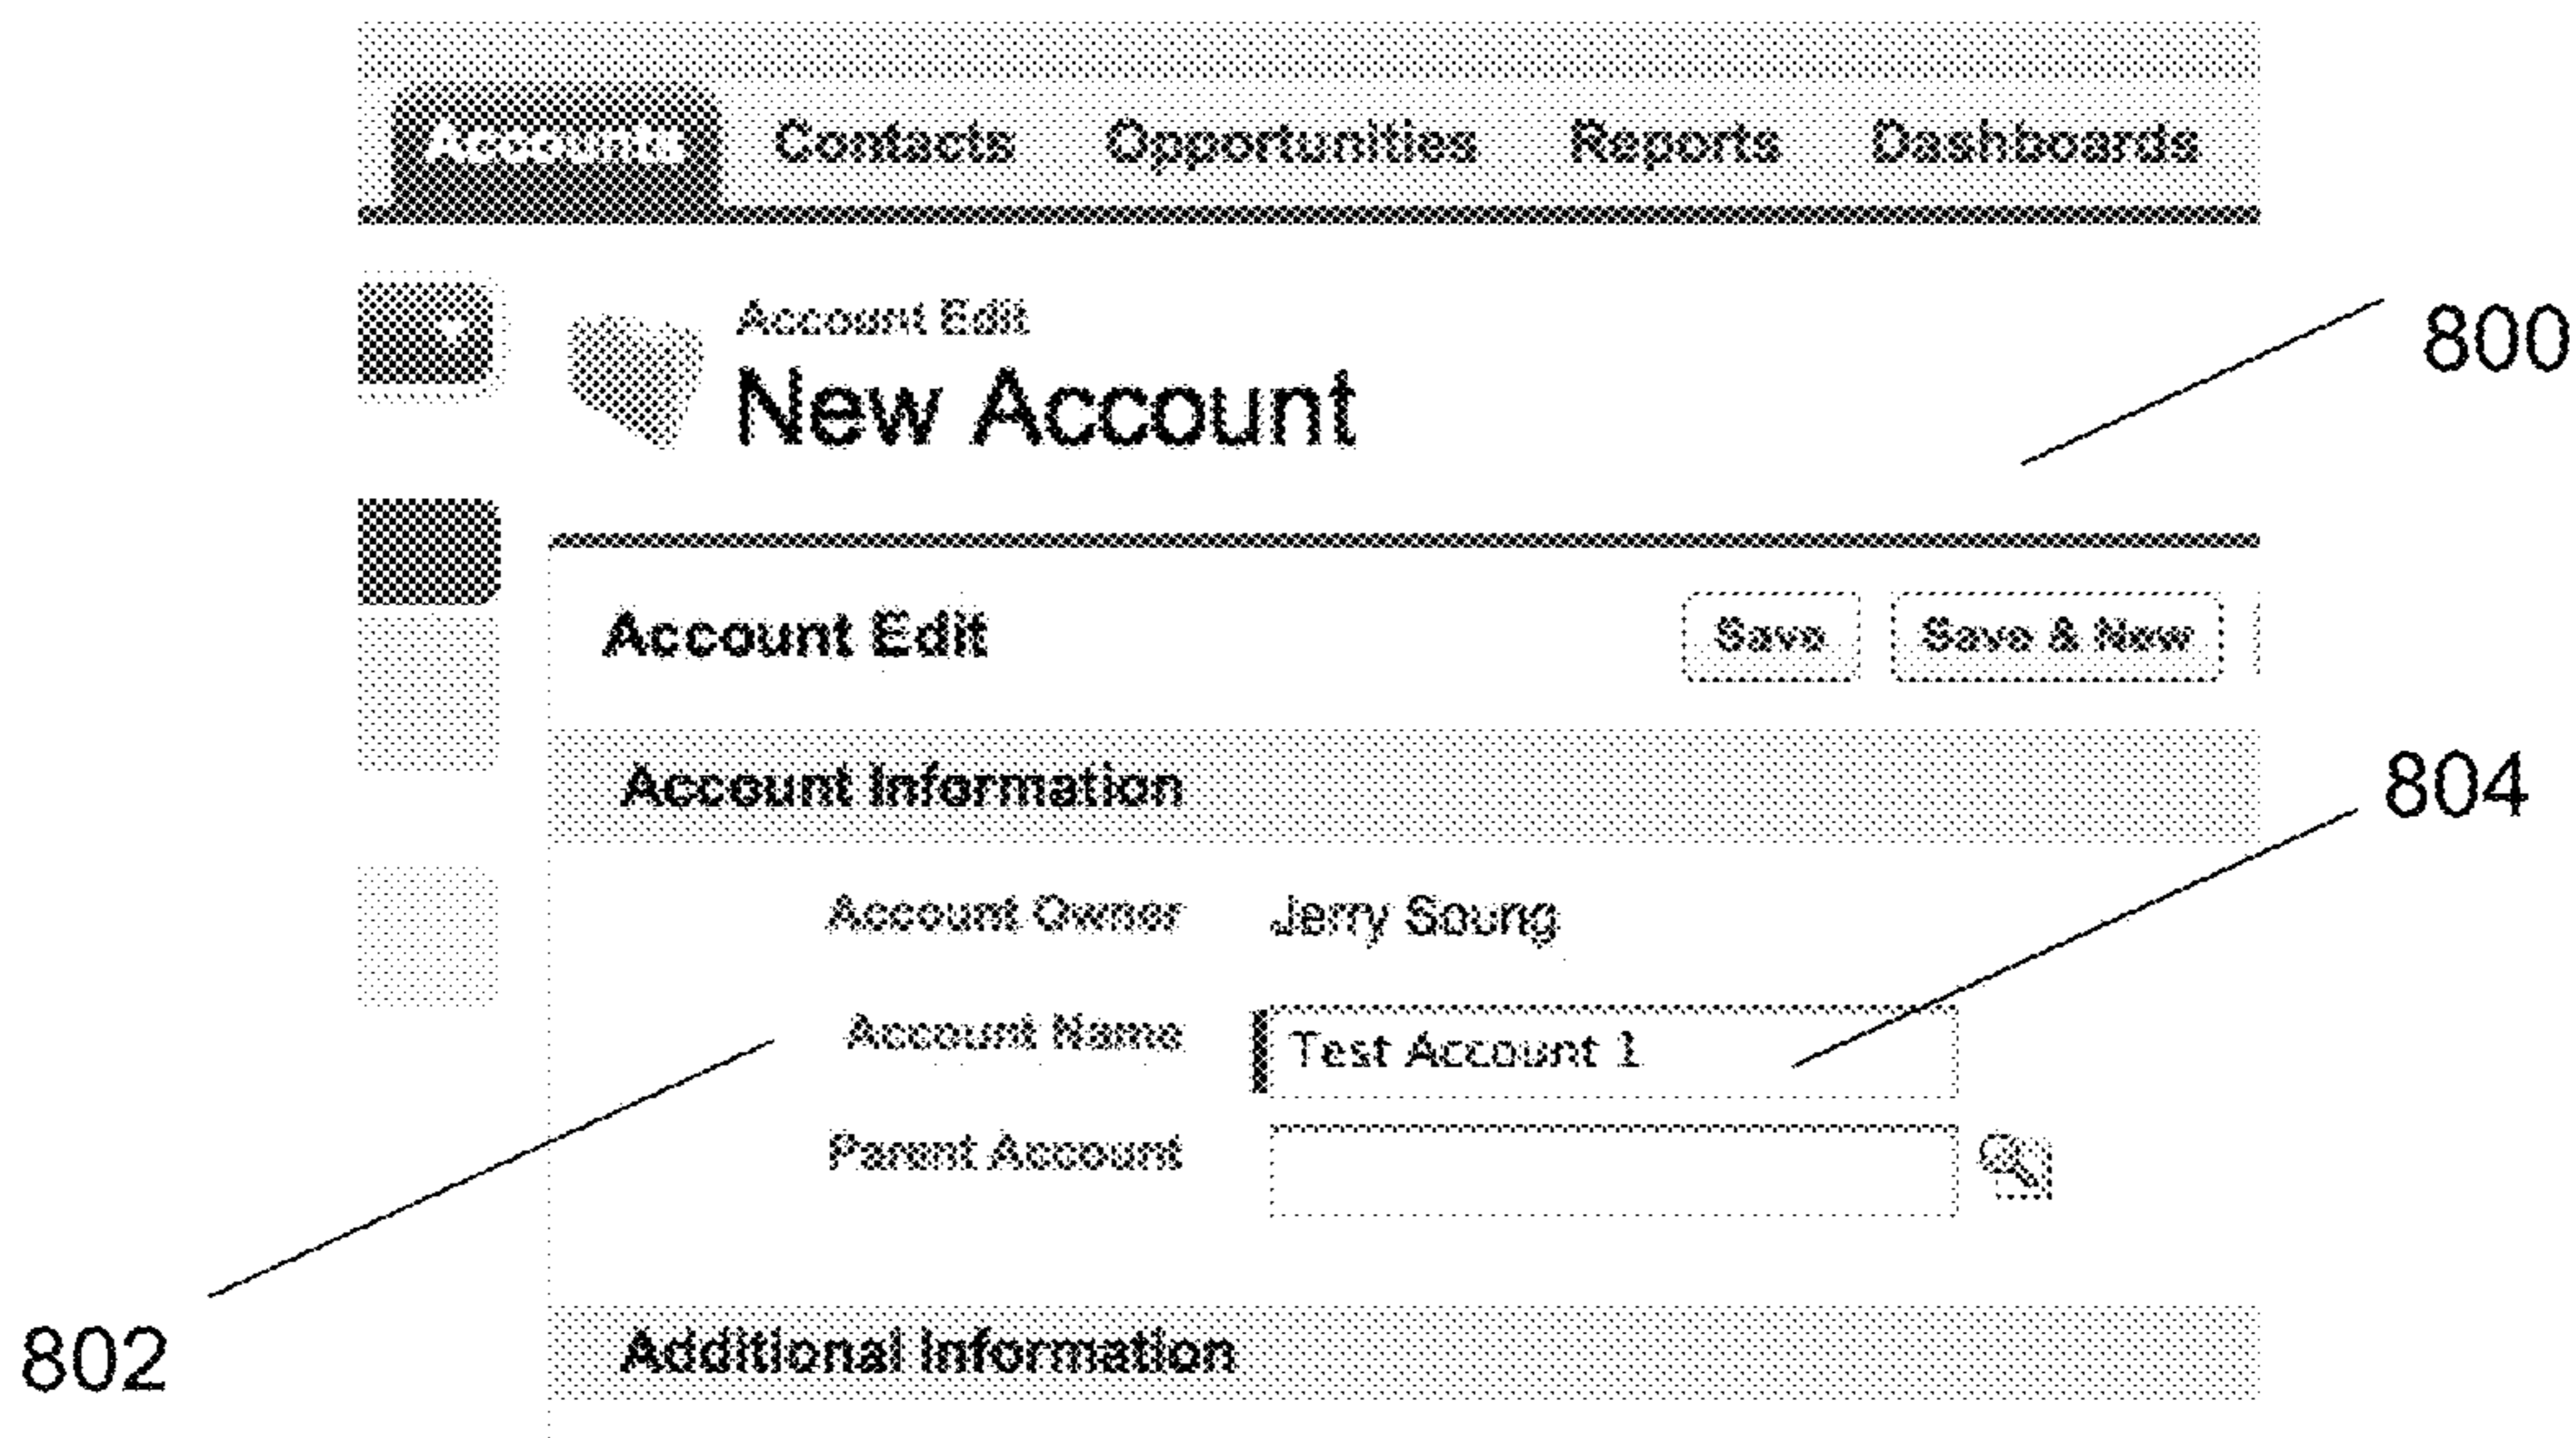 Accounts Contacts Opportunities Reports Dashboards
Account Edit
New Account
800
Account Edit Save Save & New
Account Information
804
Account Owner Jerry Soung
Account Name Test Account 1
Parent Account
802
Additional Information